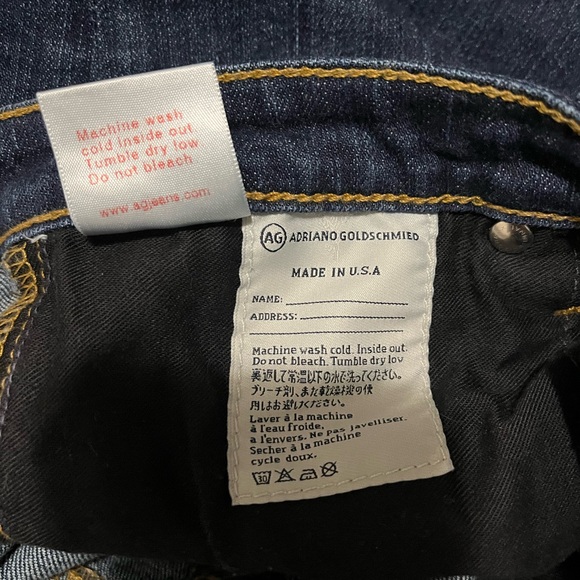 Machine wash
cold inside out.
Tumble dry low
Do not bleach.
www.agjeans.com
AG ADRIANO GOLDSCHMIED
MADE IN U.S.A
NAME:
ADDRESS:
Machine wash cold. Inside out.
Do not bleach. Tumble dry low
裏返して常温以下の水で洗ってください。
ブリーチ剤、また乾燥機の使
用はお避けください。
Laver à la machine
à l'eau froide,
a l'envers. Ne pas javelliser.
Secher à la machine
cycle doux.
30